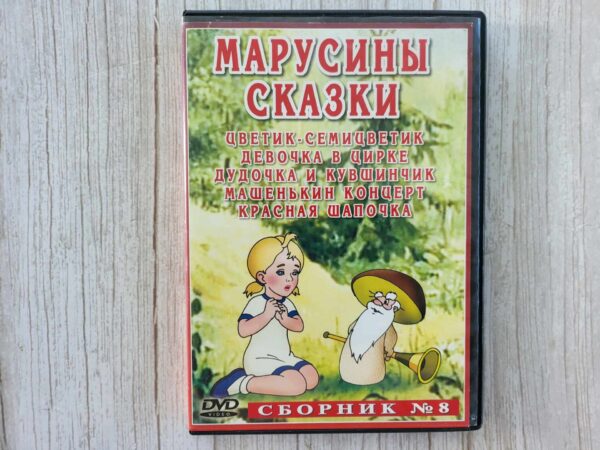 МАРУСИНЫ
СКАЗКИ
ЦВЕТИК-СЕМИЦВЕТИК
ДЕВОЧКА В ЦИРКЕ
ДУДОЧКА И КУВШИНЧИК
МАШЕНЬКИН КОНЦЕРТ
КРАСНАЯ ШАПОЧКА
DVD
VIDEO
СБОРНИК №8